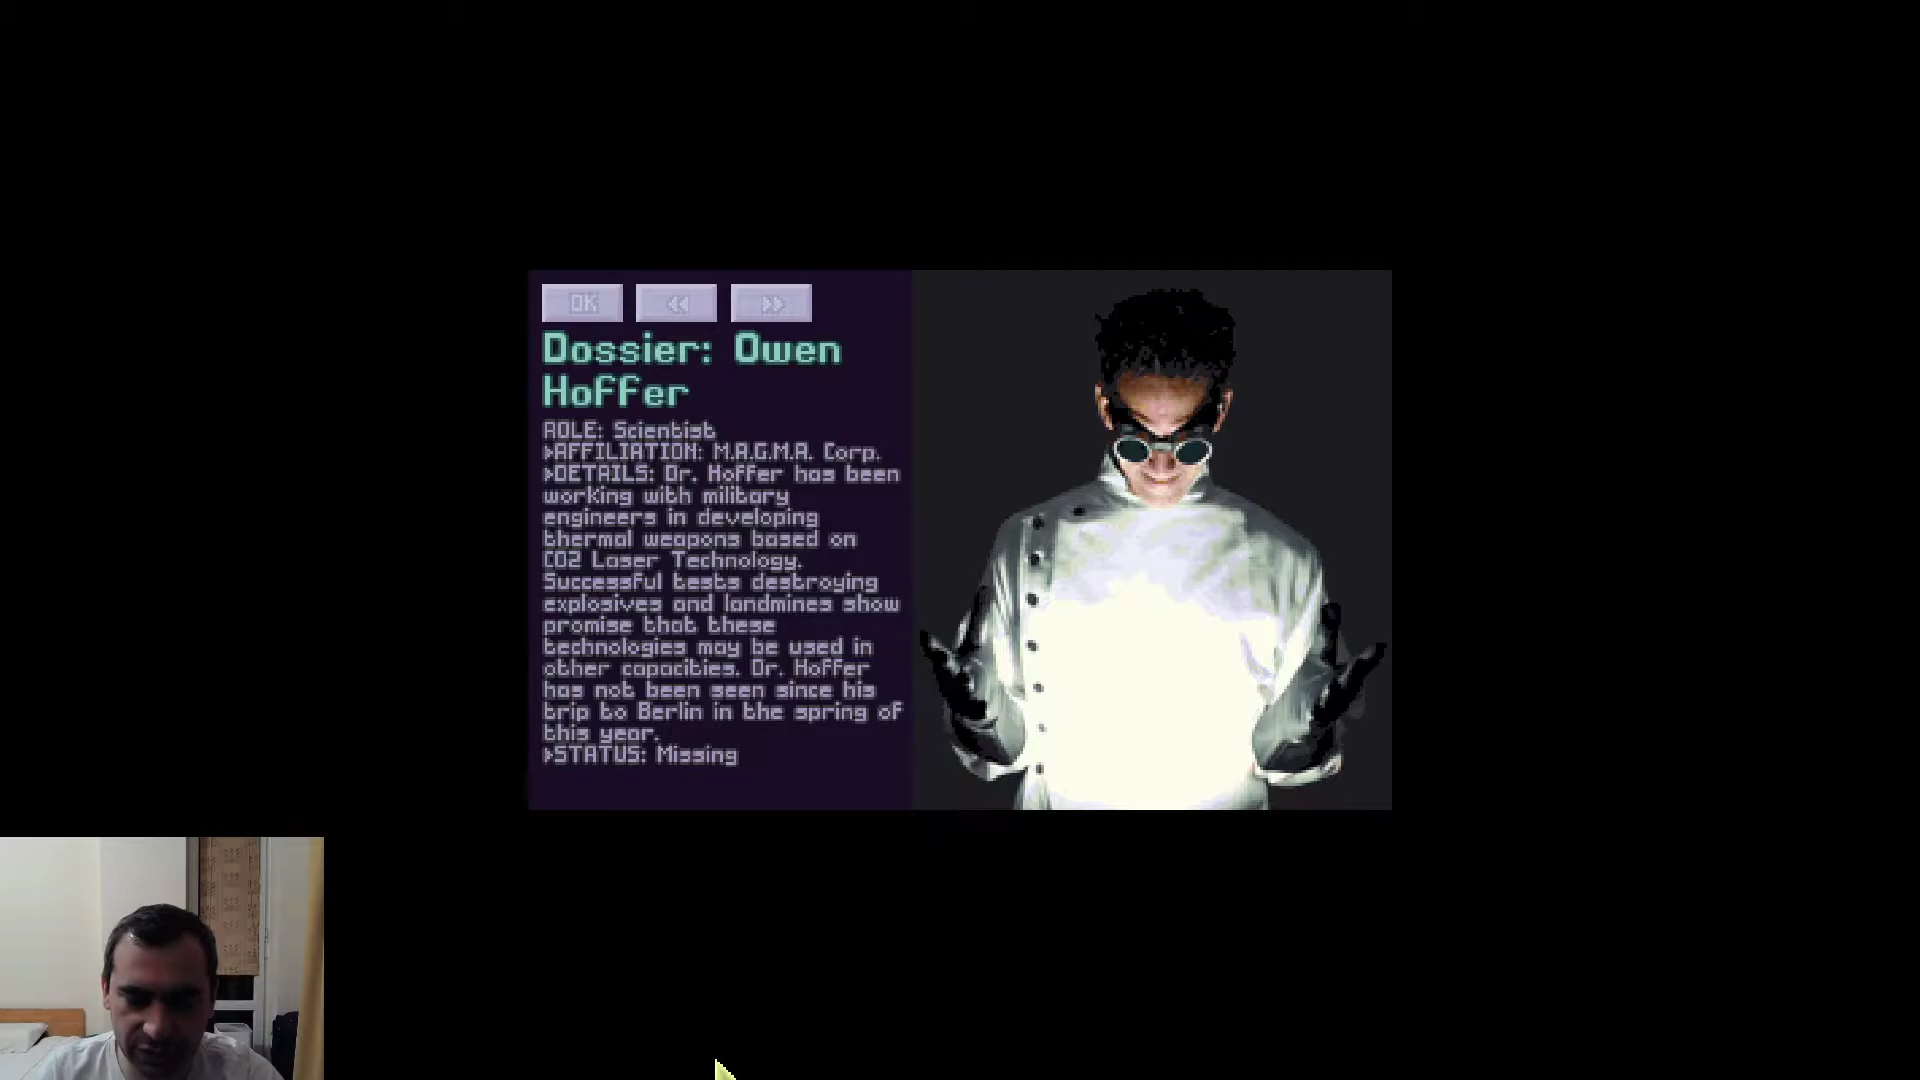 OK
Dossier: Owen
Hoffer
ROLE: Scientist
>AFFILIATION: M.A.G.M.A. Corp.
>DETAILS: Dr. Hoffer has been
working with military
engineers in developing
thermal weapons based on
CO2 Laser Technology.
Successful tests destroying
explosives and landmines show
promise that these
technologies may be used in
other capacities. Dr. Hoffer
has not been seen since his
trip to Berlin in the spring of
this year.
>STATUS: Missing